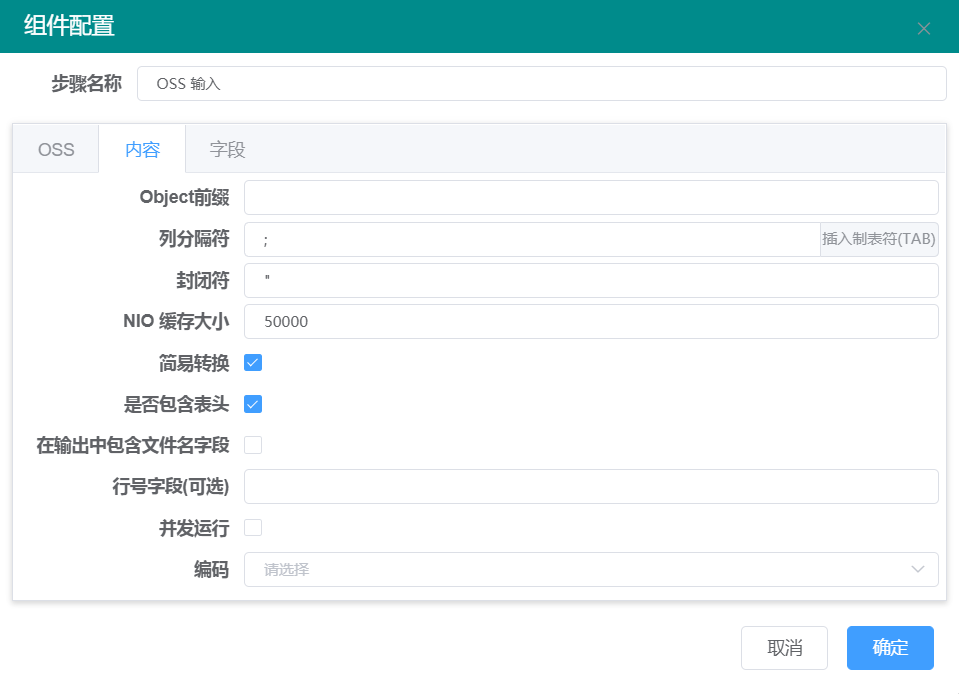 组件配置
步骤名称 OSS 输入
OSS 内容 字段
Object前缀
列分隔符 ; 插入制表符(TAB)
封闭符 "
NIO 缓存大小 50000
简易转换
是否包含表头
在输出中包含文件名字段
行号字段(可选)
并发运行
编码 请选择
取消 确定